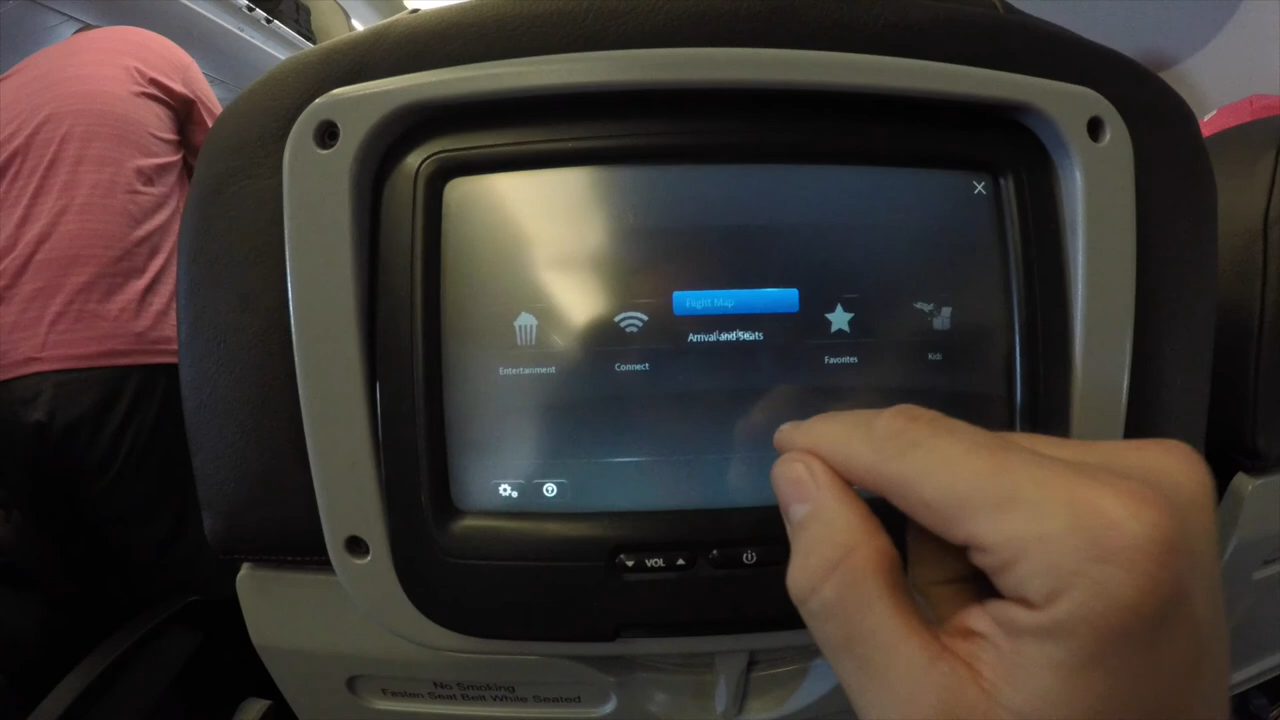 Flight Map
Arrival and Seats
Entertainment
Connect
Favorites
Kids
VOL
No Smoking
Fasten Seat Belt While Seated